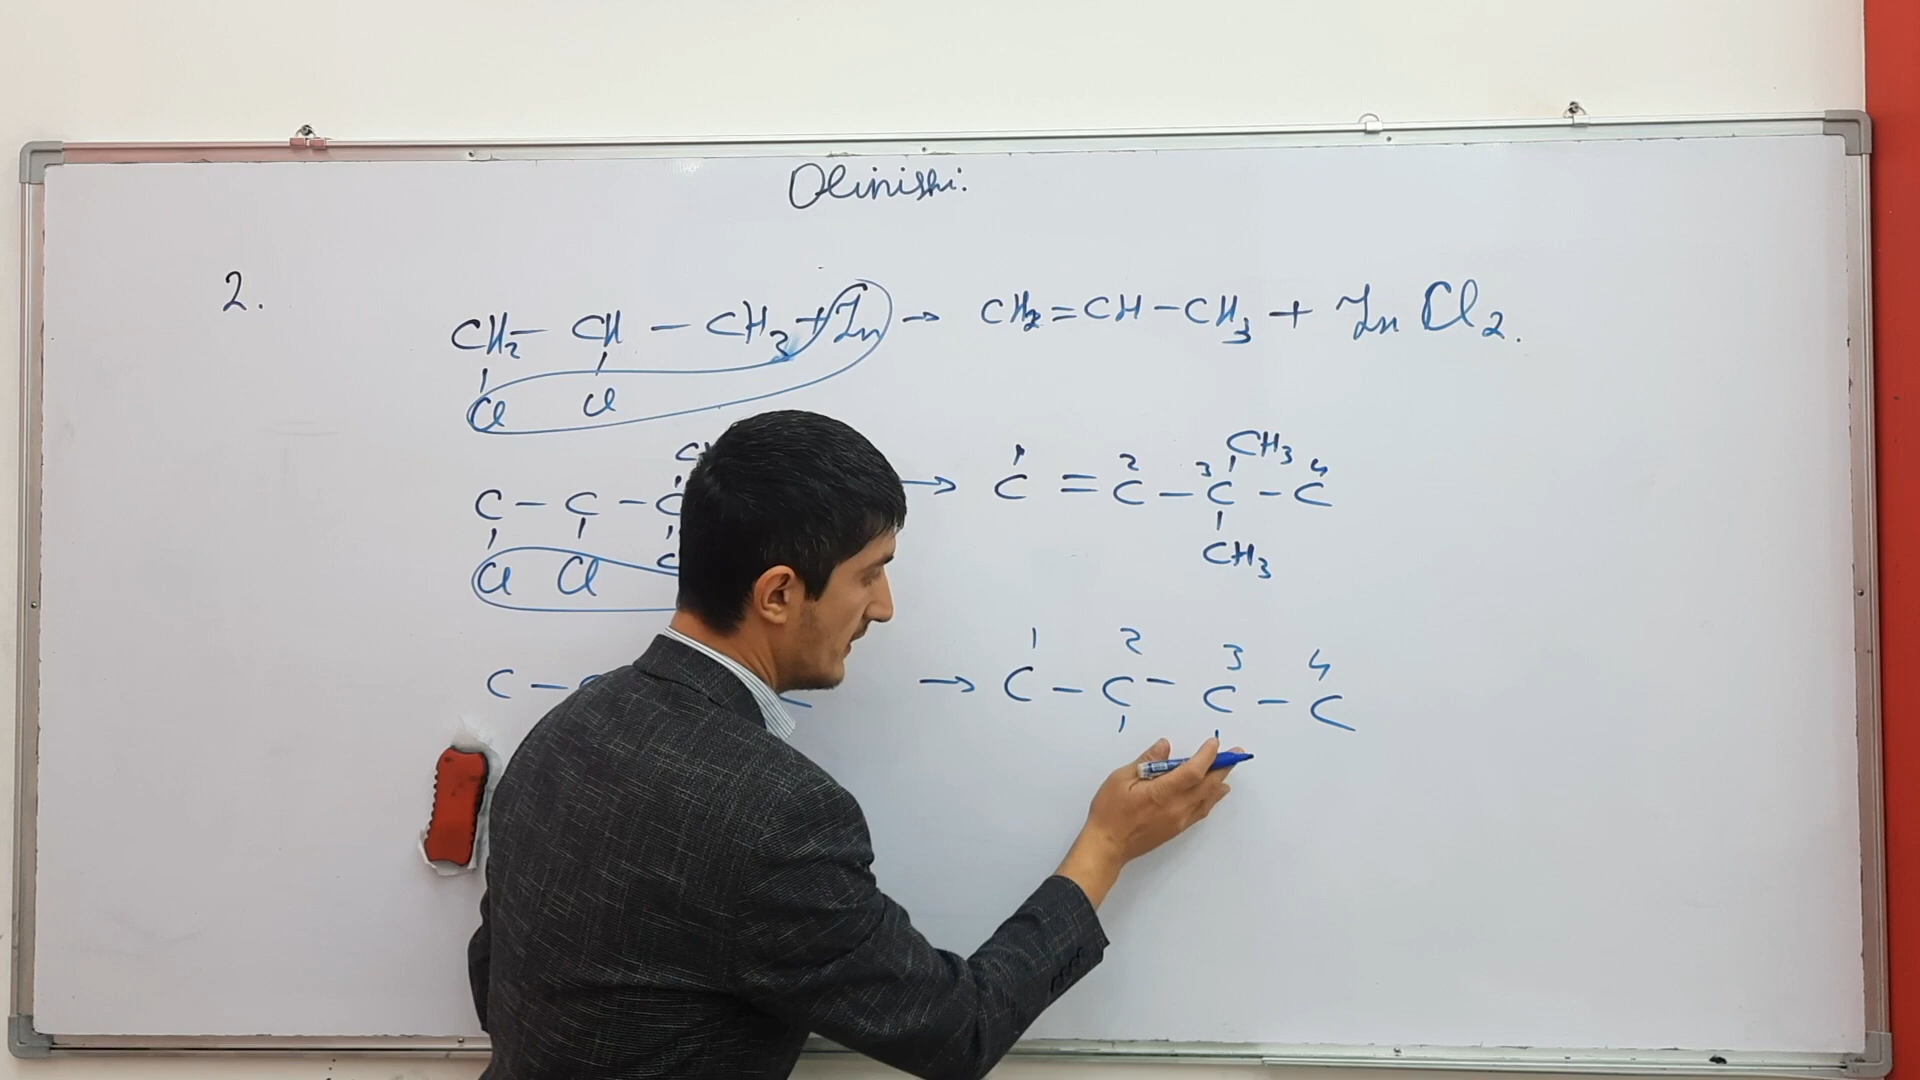 Olinishi:
2. CH2 - CH - CH3 + Zn → CH2 = CH - CH3 + Zn Cl2.
Cl Cl
CH3
1 2 3 4
C - C - C → C = C - C - C
Cl Cl CH3
1 2 3 4
C - → C - C - C - C